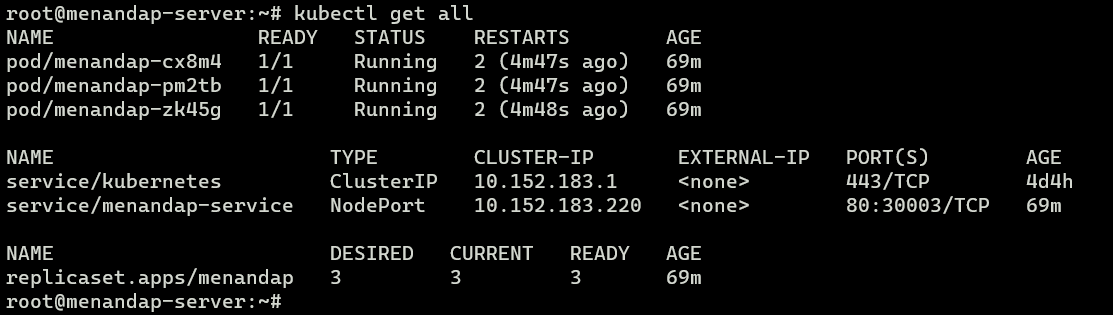 root@menandap-server:~# kubectl get all
NAME                 READY   STATUS    RESTARTS        AGE
pod/menandap-cx8m4   1/1     Running   2 (4m47s ago)   69m
pod/menandap-pm2tb   1/1     Running   2 (4m47s ago)   69m
pod/menandap-zk45g   1/1     Running   2 (4m48s ago)   69m

NAME                       TYPE        CLUSTER-IP       EXTERNAL-IP   PORT(S)        AGE
service/kubernetes         ClusterIP   10.152.183.1     <none>        443/TCP        4d4h
service/menandap-service   NodePort    10.152.183.220   <none>        80:30003/TCP   69m

NAME                       DESIRED   CURRENT   READY   AGE
replicaset.apps/menandap   3         3         3       69m
root@menandap-server:~#